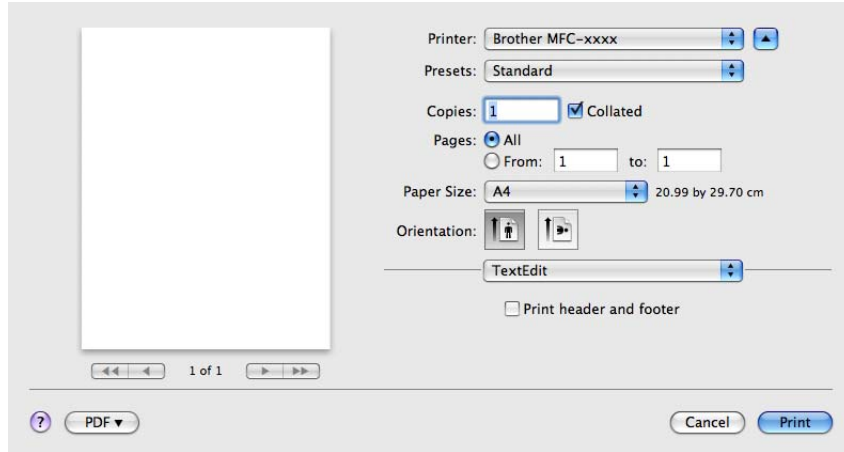 Printer: Brother MFC-xxxx
Presets: Standard
Copies: 1 Collated
Pages: All
From: 1 to: 1
Paper Size: A4 20.99 by 29.70 cm
Orientation:
TextEdit
Print header and footer
1 of 1
? PDF ▼ Cancel Print